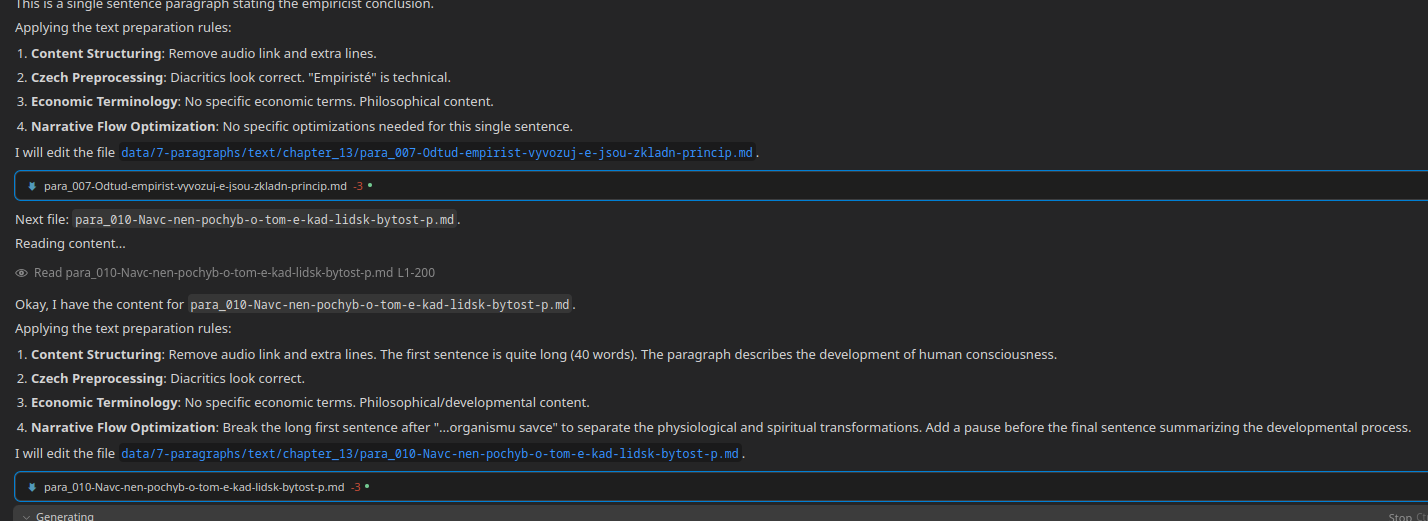 This is a single sentence paragraph stating the empiricist conclusion.
Applying the text preparation rules:
1. Content Structuring: Remove audio link and extra lines.
2. Czech Preprocessing: Diacritics look correct. "Empiristé" is technical.
3. Economic Terminology: No specific economic terms. Philosophical content.
4. Narrative Flow Optimization: No specific optimizations needed for this single sentence.
I will edit the file data/7-paragraphs/text/chapter_13/para_007-Odtud-empirist-vyvozuj-e-jsou-zkladn-princip.md.
para_007-Odtud-empirist-vyvozuj-e-jsou-zkladn-princip.md -3
Next file: para_010-Navc-nen-pochyb-o-tom-e-kad-lidsk-bytost-p.md.
Reading content...
Read para_010-Navc-nen-pochyb-o-tom-e-kad-lidsk-bytost-p.md L1-200
Okay, I have the content for para_010-Navc-nen-pochyb-o-tom-e-kad-lidsk-bytost-p.md.
Applying the text preparation rules:
1. Content Structuring: Remove audio link and extra lines. The first sentence is quite long (40 words). The paragraph describes the development of human consciousness.
2. Czech Preprocessing: Diacritics look correct.
3. Economic Terminology: No specific economic terms. Philosophical/developmental content.
4. Narrative Flow Optimization: Break the long first sentence after "...organismu savce" to separate the physiological and spiritual transformations. Add a pause before the final sentence summarizing the developmental process.
I will edit the file data/7-paragraphs/text/chapter_13/para_010-Navc-nen-pochyb-o-tom-e-kad-lidsk-bytost-p.md.
para_010-Navc-nen-pochyb-o-tom-e-kad-lidsk-bytost-p.md -3
Generating
Stop